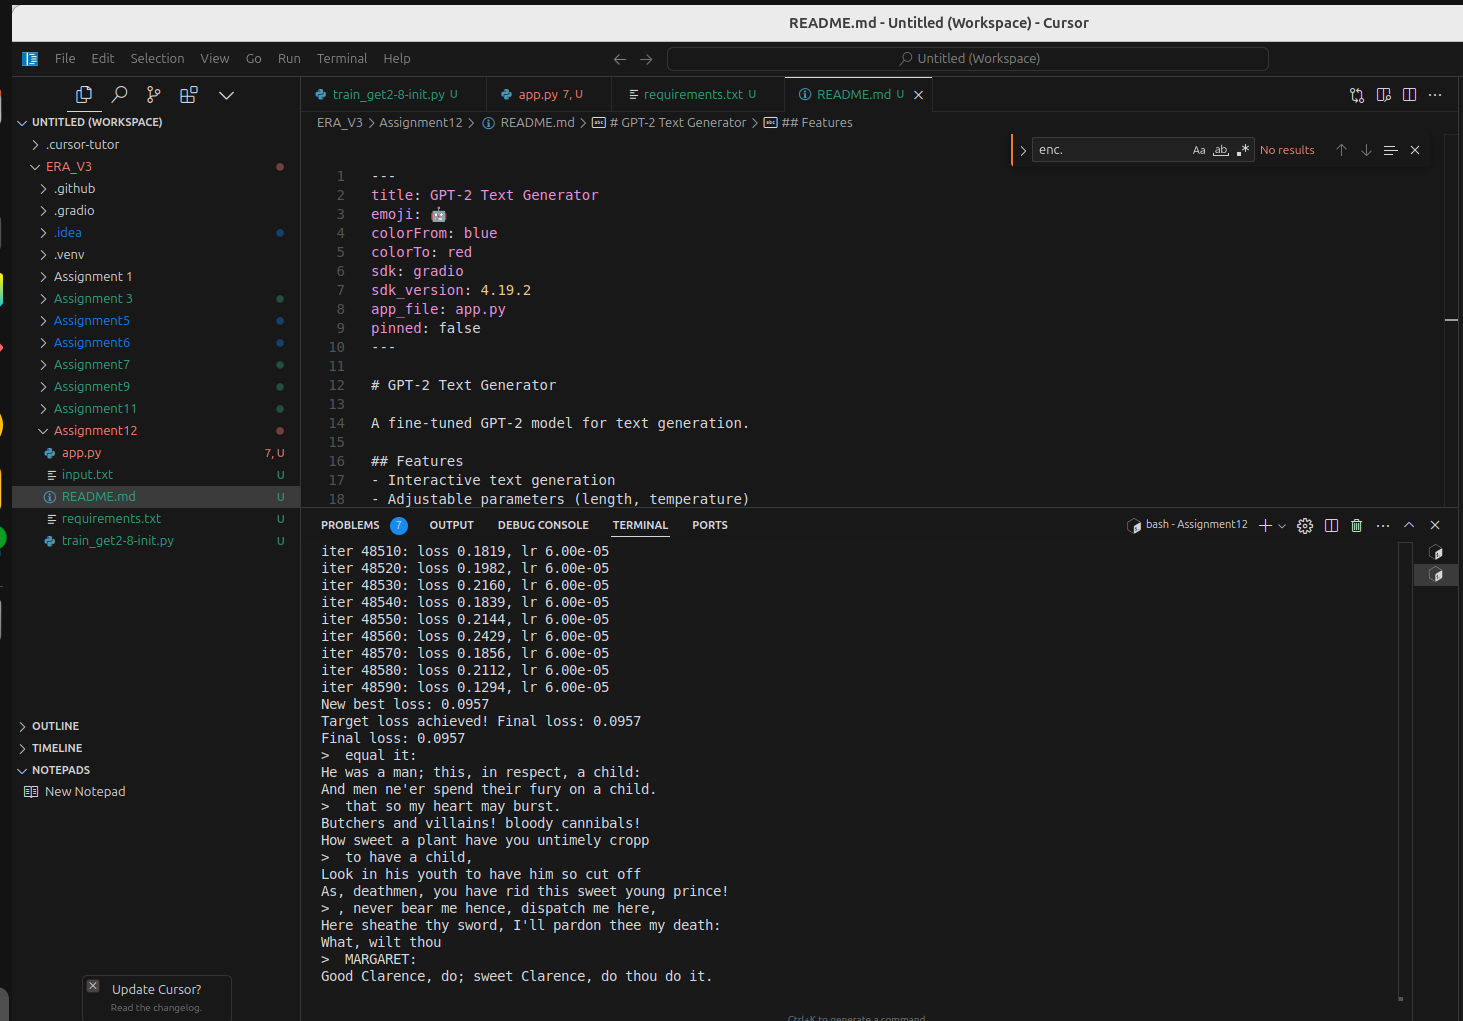 README.md - Untitled (Workspace) - Cursor
File Edit Selection View Go Run Terminal Help
Untitled (Workspace)
UNTITLED (WORKSPACE)
.cursor-tutor
ERA_V3
.github
.gradio
.idea
.venv
Assignment 1
Assignment 3
Assignment5
Assignment6
Assignment7
Assignment9
Assignment11
Assignment12
app.py 7, U
input.txt U
README.md U
requirements.txt U
train_get2-8-init.py U
OUTLINE
TIMELINE
NOTEPADS
New Notepad
Update Cursor?
Read the changelog.
train_get2-8-init.py U app.py 7, U requirements.txt U README.md U
ERA_V3 > Assignment12 > README.md > # GPT-2 Text Generator > ## Features
enc. Aa ab, .* No results
1 ---
2 title: GPT-2 Text Generator
3 emoji: 🤖
4 colorFrom: blue
5 colorTo: red
6 sdk: gradio
7 sdk_version: 4.19.2
8 app_file: app.py
9 pinned: false
10 ---
11
12 # GPT-2 Text Generator
13
14 A fine-tuned GPT-2 model for text generation.
15
16 ## Features
17 - Interactive text generation
18 - Adjustable parameters (length, temperature)
PROBLEMS 7 OUTPUT DEBUG CONSOLE TERMINAL PORTS bash - Assignment12
iter 48510: loss 0.1819, lr 6.00e-05
iter 48520: loss 0.1982, lr 6.00e-05
iter 48530: loss 0.2160, lr 6.00e-05
iter 48540: loss 0.1839, lr 6.00e-05
iter 48550: loss 0.2144, lr 6.00e-05
iter 48560: loss 0.2429, lr 6.00e-05
iter 48570: loss 0.1856, lr 6.00e-05
iter 48580: loss 0.2112, lr 6.00e-05
iter 48590: loss 0.1294, lr 6.00e-05
New best loss: 0.0957
Target loss achieved! Final loss: 0.0957
Final loss: 0.0957
>  equal it:
He was a man; this, in respect, a child:
And men ne'er spend their fury on a child.
>  that so my heart may burst.
Butchers and villains! bloody cannibals!
How sweet a plant have you untimely cropp
>  to have a child,
Look in his youth to have him so cut off
As, deathmen, you have rid this sweet young prince!
> , never bear me hence, dispatch me here,
Here sheathe thy sword, I'll pardon thee my death:
What, wilt thou
>  MARGARET:
Good Clarence, do; sweet Clarence, do thou do it.
Ctrl+K to generate a command